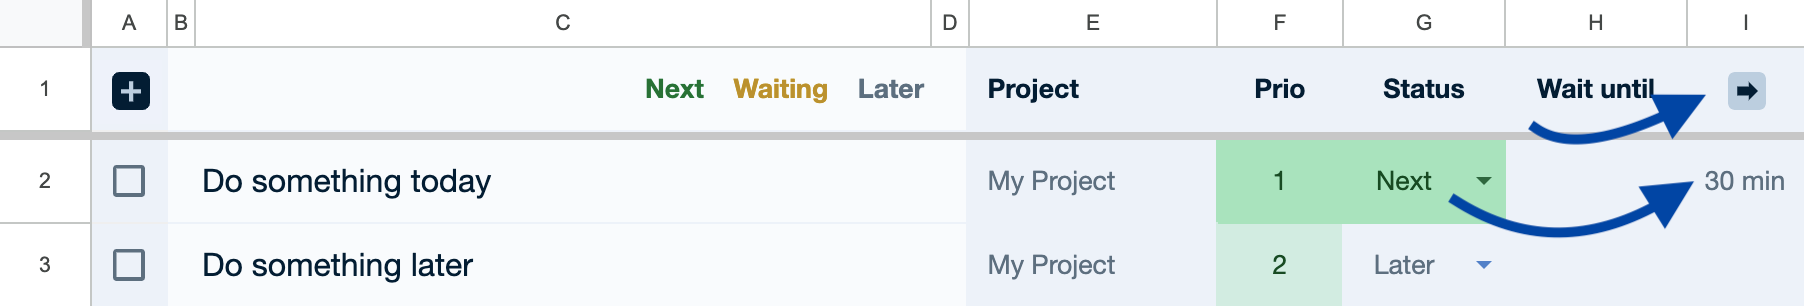 A B C D E F G H I
1 Next Waiting Later Project Prio Status Wait until
2 Do something today My Project 1 Next 30 min
3 Do something later My Project 2 Later